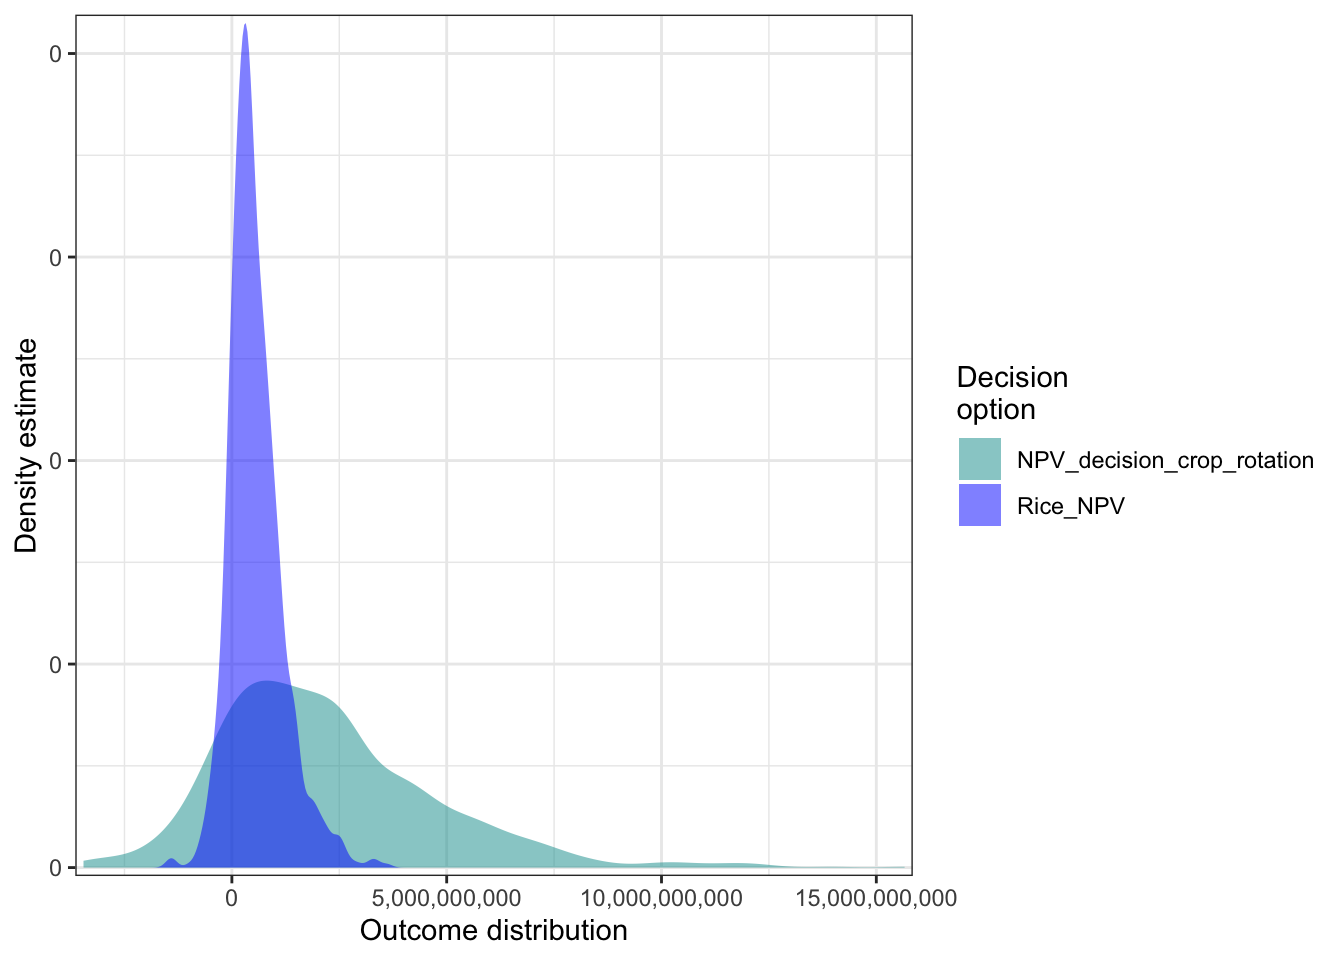 0
0
0
0
0
Density estimate
0
5,000,000,000
10,000,000,000
15,000,000,000
Outcome distribution
Decision
option
NPV_decision_crop_rotation
Rice_NPV